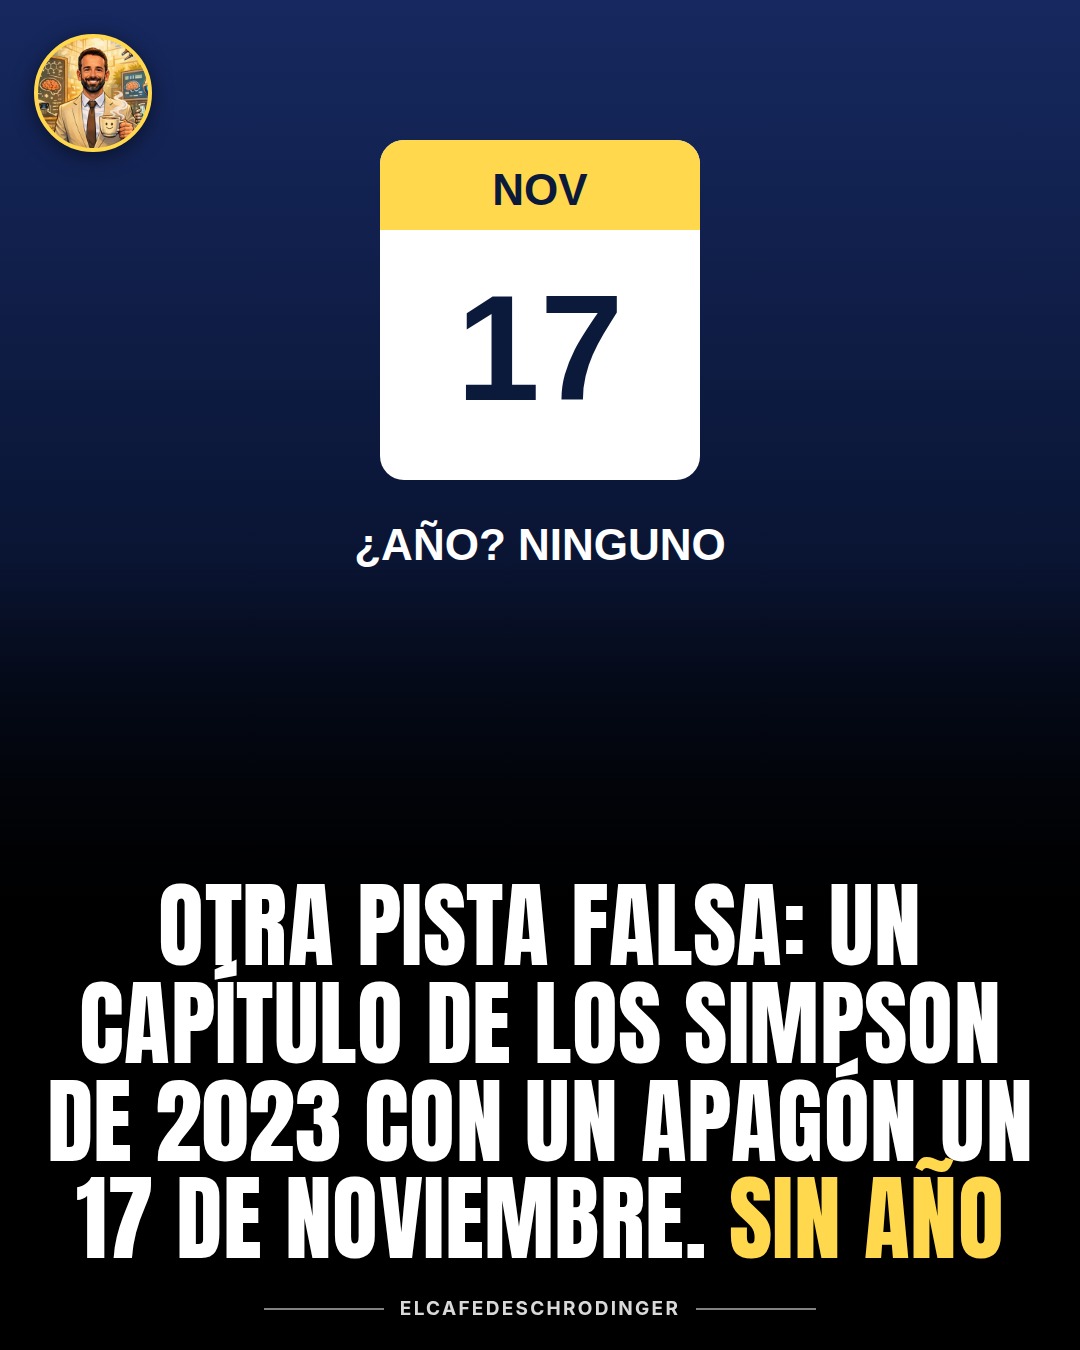 NOV
17
¿AÑO? NINGUNO
OTRA PISTA FALSA: UN
CAPÍTULO DE LOS SIMPSON
DE 2023 CON UN APAGÓN UN
17 DE NOVIEMBRE. SIN AÑO
ELCAFEDESCHRODINGER